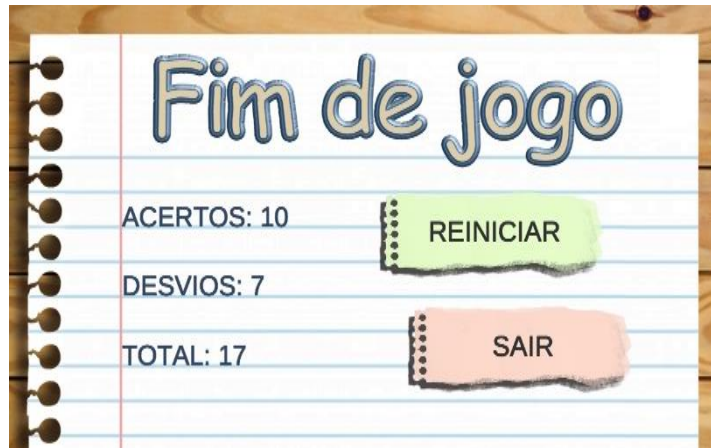 Fim de jogo
ACERTOS: 10
REINICIAR
DESVIOS: 7
SAIR
TOTAL: 17